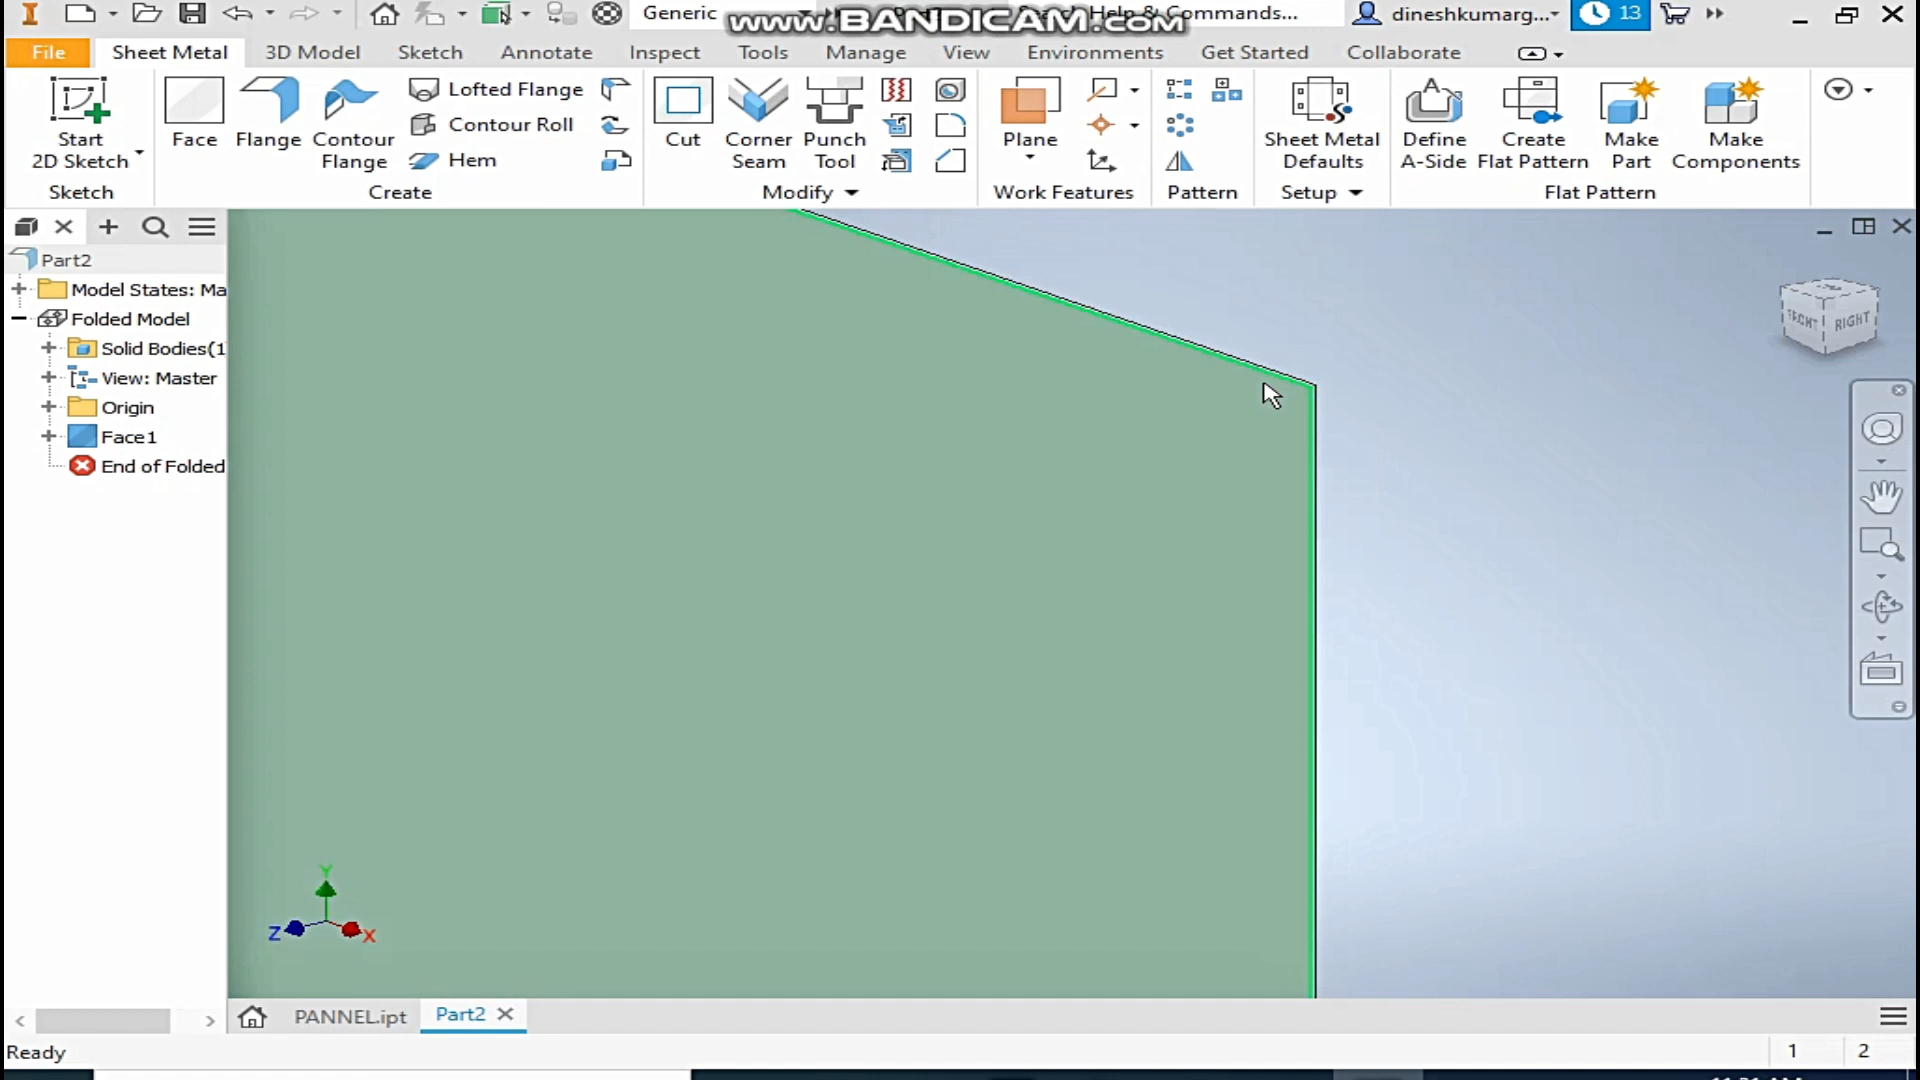 Generic
www.BANDICAM.com
Search Help & Commands...
dineshkumarg...
13
File
Sheet Metal
3D Model
Sketch
Annotate
Inspect
Tools
Manage
View
Environments
Get Started
Collaborate
Start
2D Sketch
Face
Flange
Contour
Flange
Lofted Flange
Contour Roll
Hem
Cut
Corner
Seam
Punch
Tool
Plane
Sheet Metal
Defaults
Define
A-Side
Create
Flat Pattern
Make
Part
Make
Components
Sketch
Create
Modify
Work Features
Pattern
Setup
Flat Pattern
Part2
Model States: Ma
Folded Model
Solid Bodies(1
View: Master
Origin
Face1
End of Folded
FRONT
RIGHT
Y
Z
X
PANNEL.ipt
Part2
Ready
1
2